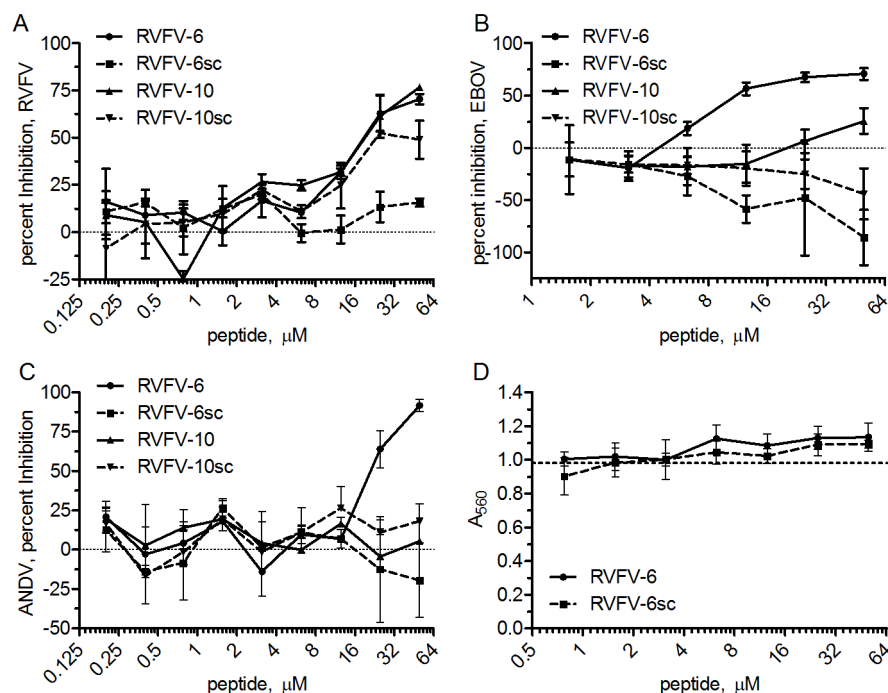 A
RVFV-6
RVFV-6sc
RVFV-10
RVFV-10sc
percent Inhibition, RVFV
100
75
50
25
0
-25
0.125
0.25
0.5
1
2
4
8
16
32
64
peptide, μM
B
RVFV-6
RVFV-6sc
RVFV-10
RVFV-10sc
percent inhibition, EBOV
100
50
0
-50
-100
1
2
4
8
16
32
64
peptide, μM
C
RVFV-6
RVFV-6sc
RVFV-10
RVFV-10sc
ANDV, percent Inhibition
100
75
50
25
0
-25
-50
0.125
0.25
0.5
1
2
4
8
16
32
64
peptide, μM
D
A560
1.4
1.2
1.0
0.8
0.6
0.4
0.2
0.0
RVFV-6
RVFV-6sc
0.5
1
2
4
8
16
32
64
peptide, μM